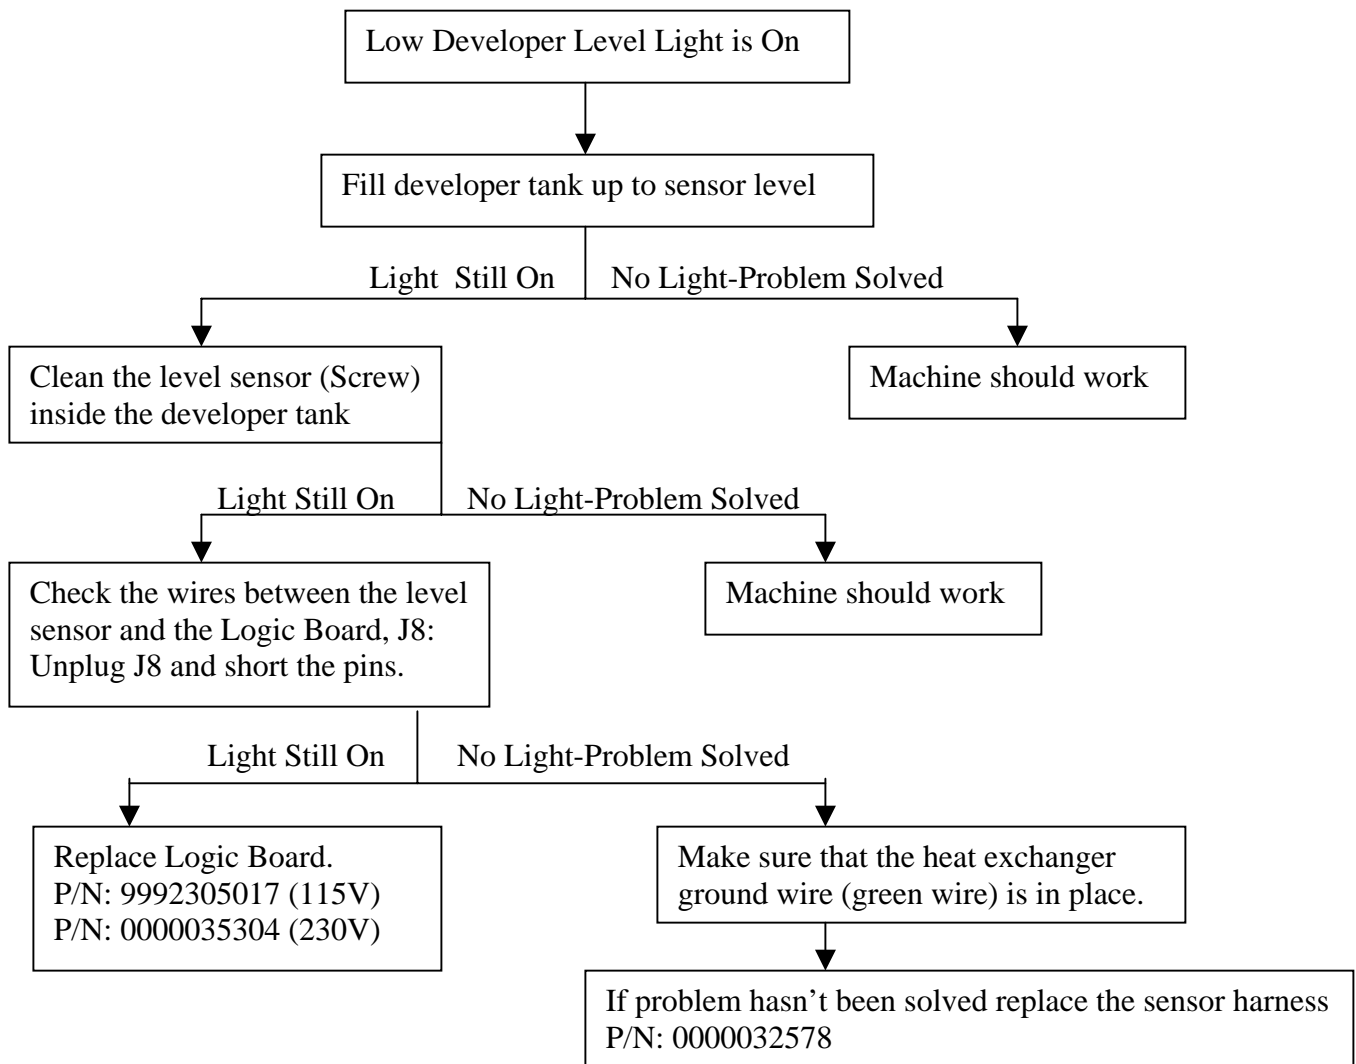 Low Developer Level Light is On
Fill developer tank up to sensor level
Light  Still On
No Light-Problem Solved
Clean the level sensor (Screw)
inside the developer tank
Machine should work
Light Still On
No Light-Problem Solved
Check the wires between the level
sensor and the Logic Board, J8:
Unplug J8 and short the pins.
Machine should work
Light Still On
No Light-Problem Solved
Replace Logic Board.
P/N: 9992305017 (115V)
P/N: 0000035304 (230V)
Make sure that the heat exchanger
ground wire (green wire) is in place.
If problem hasn’t been solved replace the sensor harness
P/N: 0000032578